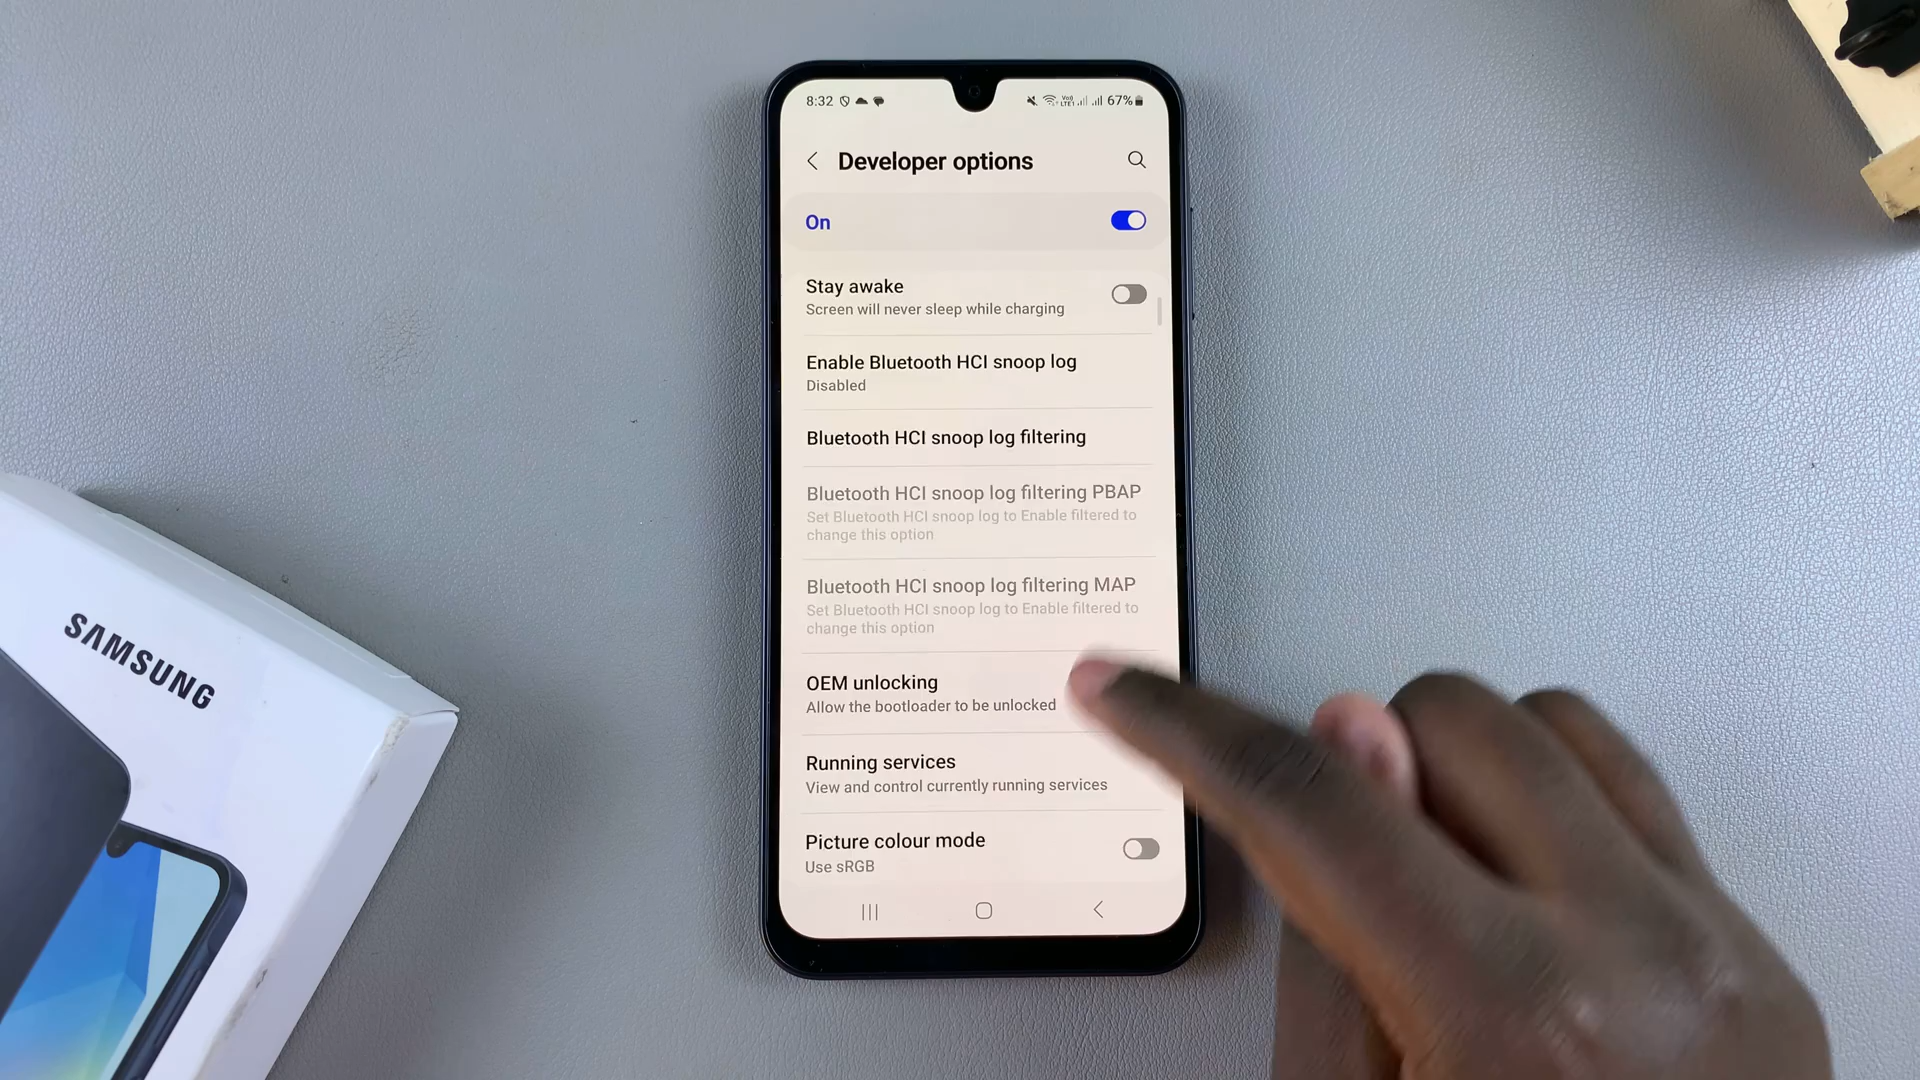 8:32
67%
Developer options
On
Stay awake
Screen will never sleep while charging
Enable Bluetooth HCI snoop log
Disabled
Bluetooth HCI snoop log filtering
Bluetooth HCI snoop log filtering PBAP
Set Bluetooth HCI snoop log to Enable filtered to
change this option
Bluetooth HCI snoop log filtering MAP
Set Bluetooth HCI snoop log to Enable filtered to
change this option
OEM unlocking
Allow the bootloader to be unlocked
Running services
View and control currently running services
Picture colour mode
Use sRGB
SAMSUNG